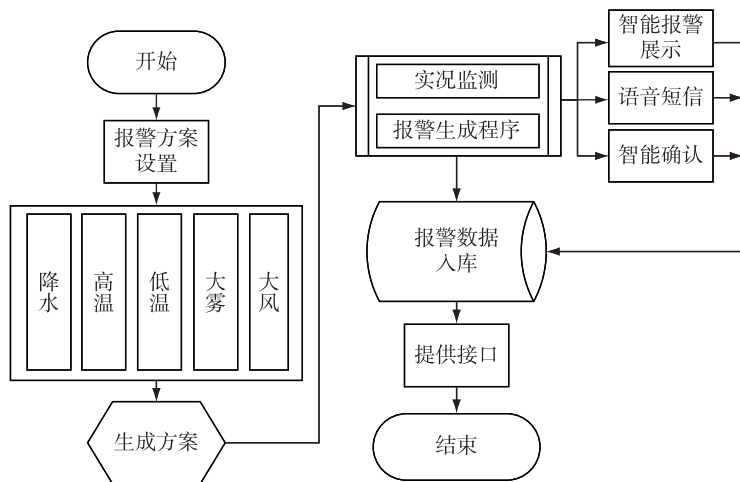 开始
报警方案
设置
降水
高温
低温
大雾
大风
生成方案
实况监测
报警生成程序
智能报警
展示
语音短信
智能确认
报警数据
入库
提供接口
结束